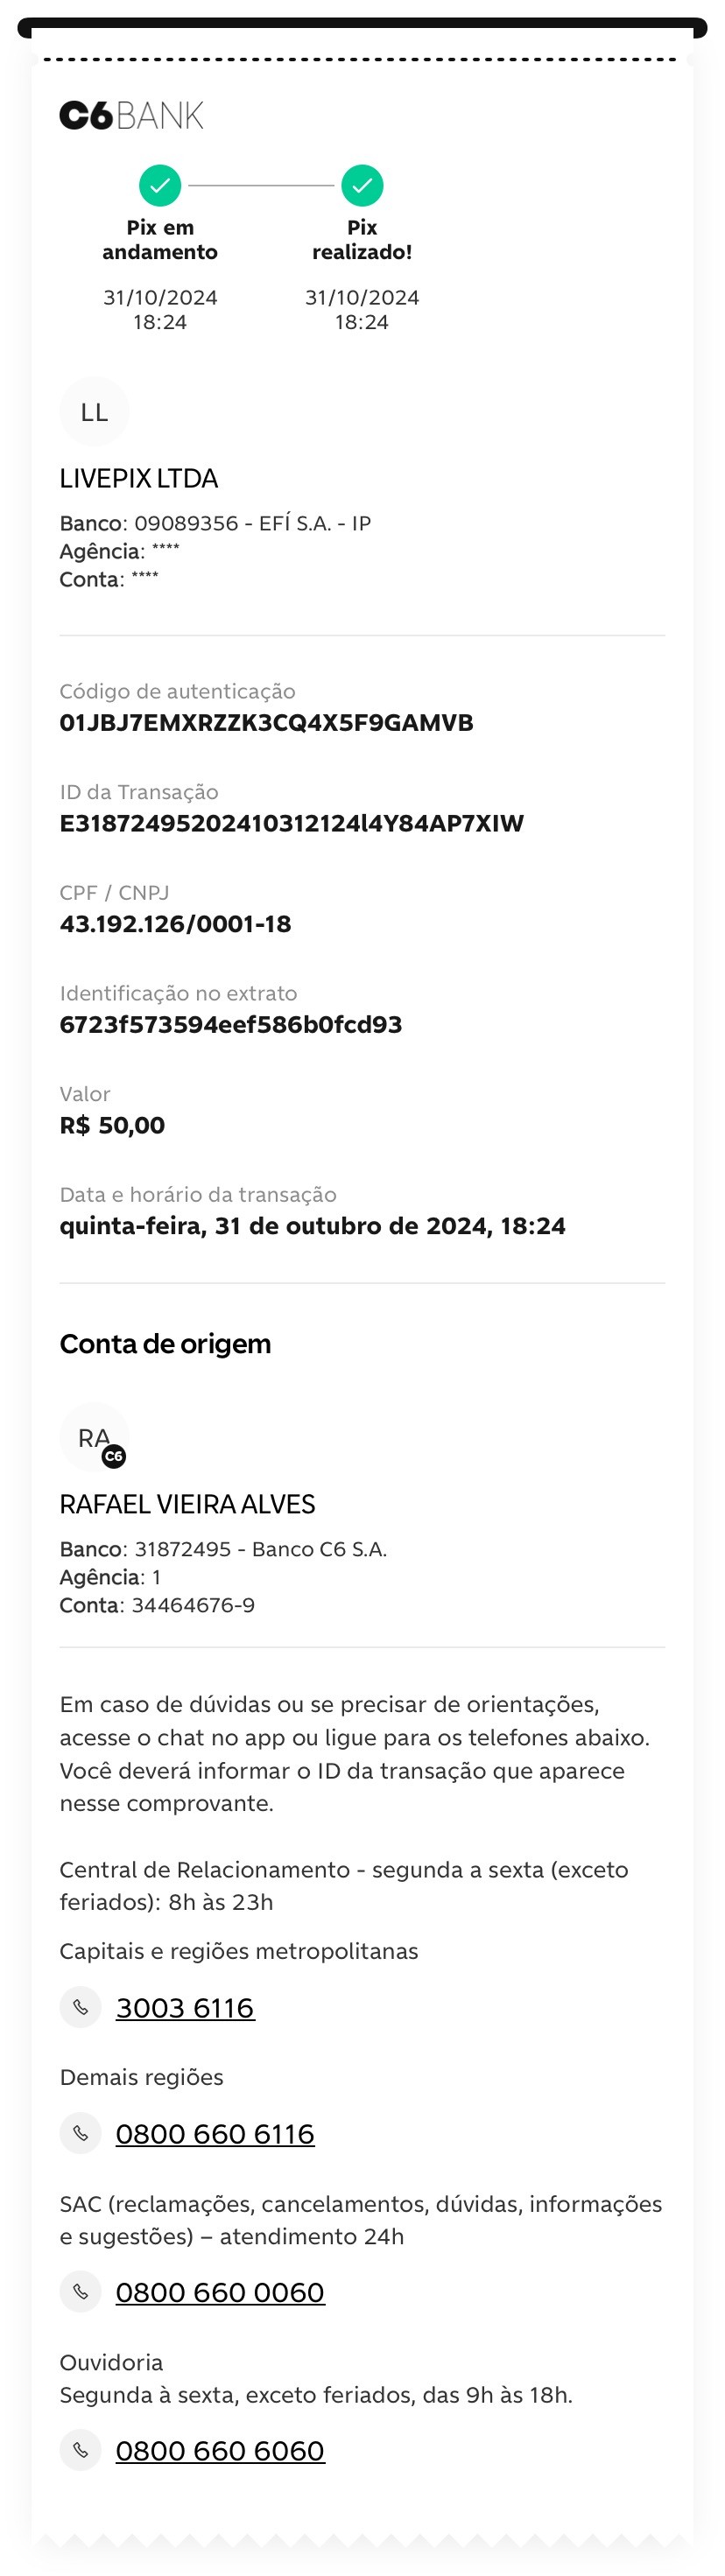 C6BANK
Pix em andamento
31/10/2024
18:24
Pix realizado!
31/10/2024
18:24
LL
LIVEPIX LTDA
Banco: 09089356 - EFÍ S.A. - IP
Agência: ****
Conta: ****
Código de autenticação
01JBJ7EMXRZZK3CQ4X5F9GAMVB
ID da Transação
E31872495202410312124l4Y84AP7XIW
CPF / CNPJ
43.192.126/0001-18
Identificação no extrato
6723f573594eef586b0fcd93
Valor
R$ 50,00
Data e horário da transação
quinta-feira, 31 de outubro de 2024, 18:24
Conta de origem
RA
C6
RAFAEL VIEIRA ALVES
Banco: 31872495 - Banco C6 S.A.
Agência: 1
Conta: 34464676-9
Em caso de dúvidas ou se precisar de orientações,
acesse o chat no app ou ligue para os telefones abaixo.
Você deverá informar o ID da transação que aparece
nesse comprovante.
Central de Relacionamento - segunda a sexta (exceto
feriados): 8h às 23h
Capitais e regiões metropolitanas
3003 6116
Demais regiões
0800 660 6116
SAC (reclamações, cancelamentos, dúvidas, informações
e sugestões) – atendimento 24h
0800 660 0060
Ouvidoria
Segunda à sexta, exceto feriados, das 9h às 18h.
0800 660 6060